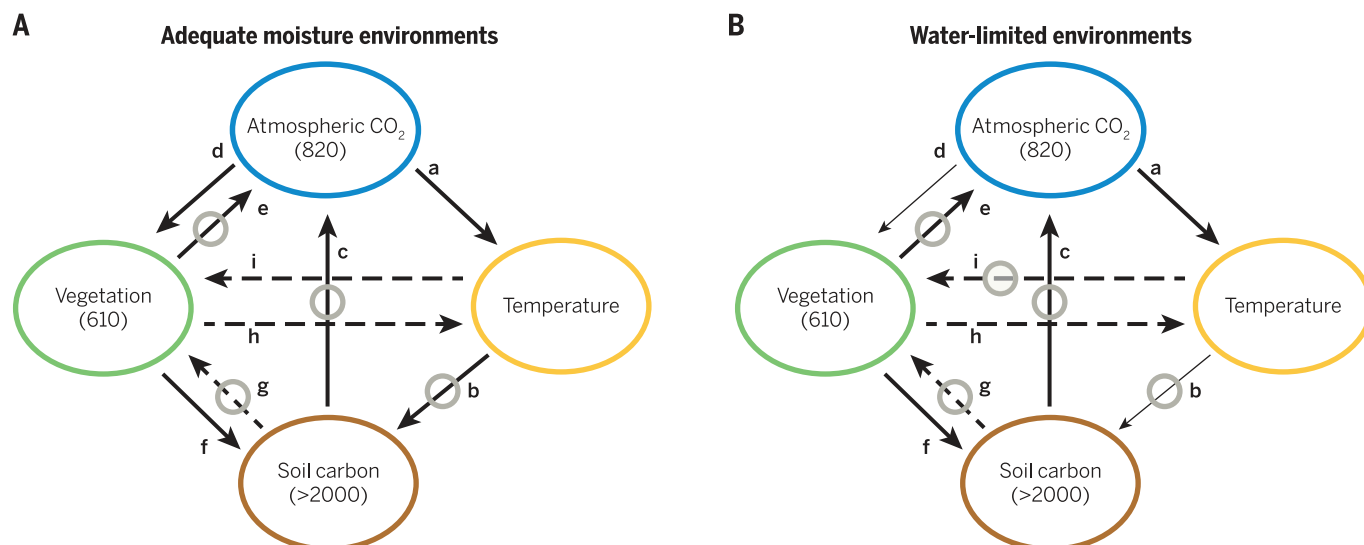 A
Adequate moisture environments
Atmospheric CO₂
(820)
d
a
e
c
i
Vegetation
(610)
Temperature
h
g
b
f
Soil carbon
(>2000)
B
Water-limited environments
Atmospheric CO₂
(820)
d
a
e
c
i
Vegetation
(610)
Temperature
h
g
b
f
Soil carbon
(>2000)